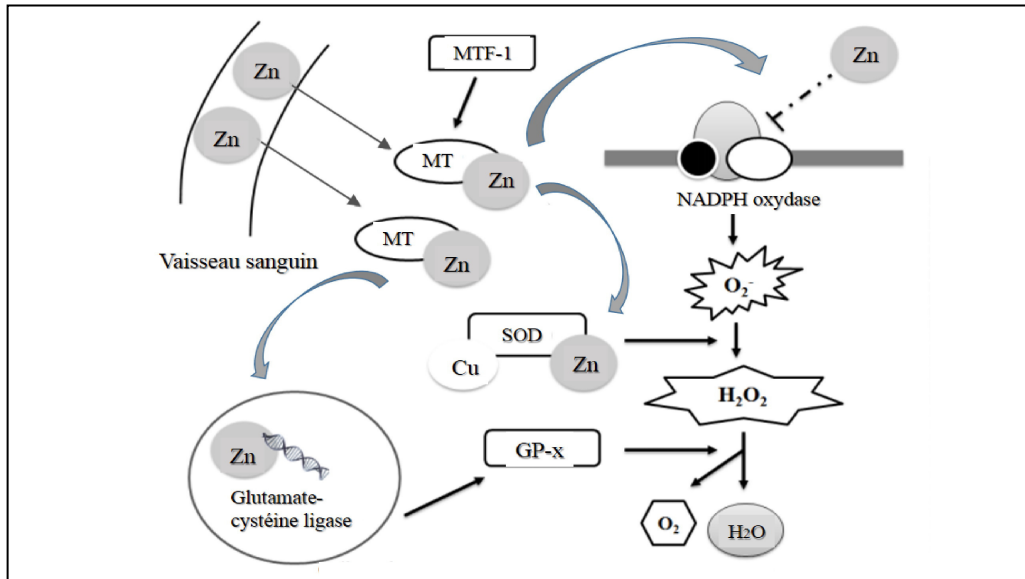 Zn
Zn
MTF-1
Zn
MT
Zn
NADPH oxydase
MT
Zn
Vaisseau sanguin
O₂⁻
SOD
Cu
Zn
H₂O₂
Zn
GP-x
Glutamate-
cystéine ligase
O₂
H₂O